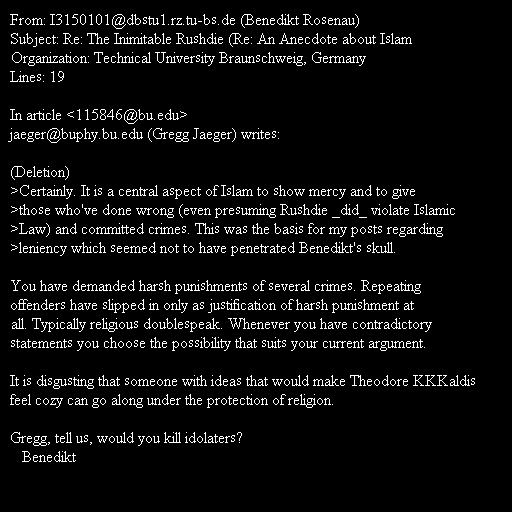 From: I3150101@dbstu1.rz.tu-bs.de (Benedikt Rosenau)
Subject: Re: The Inimitable Rushdie (Re: An Anecdote about Islam
Organization: Technical University Braunschweig, Germany
Lines: 19

In article <115846@bu.edu>
jaeger@buphy.bu.edu (Gregg Jaeger) writes:

(Deletion)
>Certainly. It is a central aspect of Islam to show mercy and to give
>those who've done wrong (even presuming Rushdie _did_ violate Islamic
>Law) and committed crimes. This was the basis for my posts regarding
>leniency which seemed not to have penetrated Benedikt's skull.

You have demanded harsh punishments of several crimes. Repeating
offenders have slipped in only as justification of harsh punishment at
all. Typically religious doublespeak. Whenever you have contradictory
statements you choose the possibility that suits your current argument.

It is disgusting that someone with ideas that would make Theodore KKKaldis
feel cozy can go along under the protection of religion.

Gregg, tell us, would you kill idolaters?
Benedikt